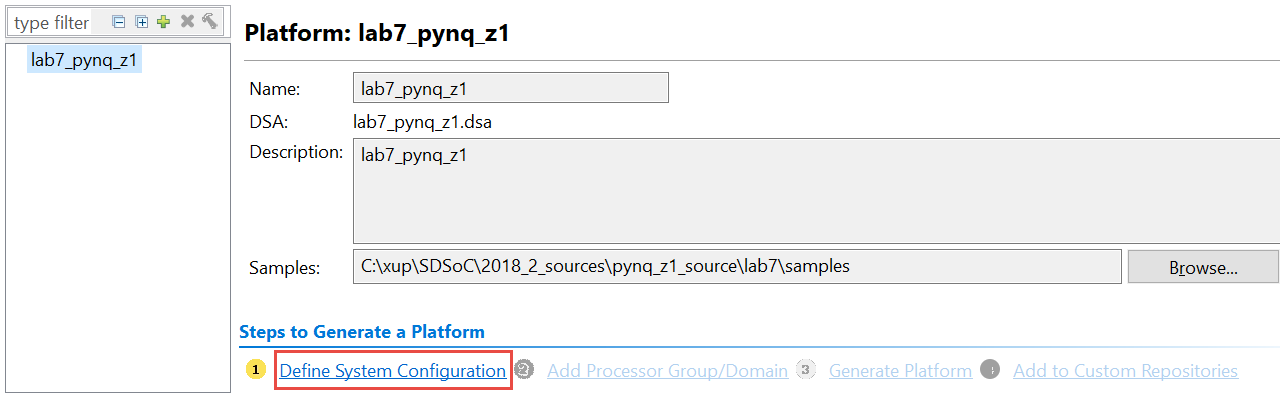 type filter
lab7_pynq_z1
Platform: lab7_pynq_z1
Name: lab7_pynq_z1
DSA: lab7_pynq_z1.dsa
Description: lab7_pynq_z1
Samples: C:\xup\SDSoC\2018_2_sources\pynq_z1_source\lab7\samples Browse...
Steps to Generate a Platform
1 Define System Configuration 2 Add Processor Group/Domain 3 Generate Platform Add to Custom Repositories